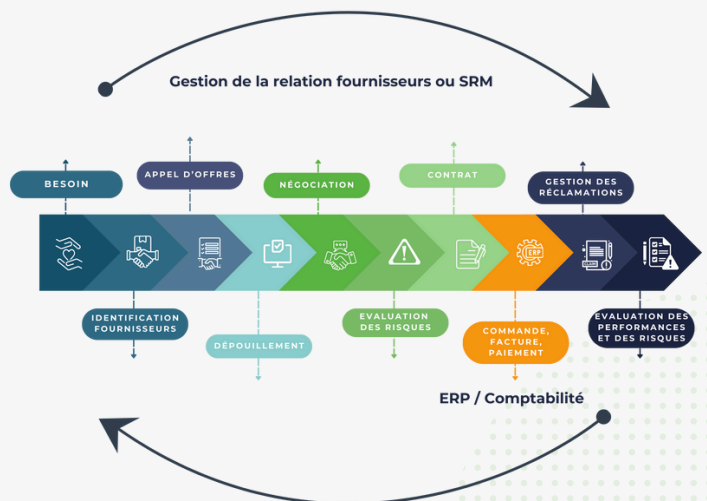 Gestion de la relation fournisseurs ou SRM
BESOIN
APPEL D'OFFRES
NÉGOCIATION
CONTRAT
GESTION DES
RÉCLAMATIONS
ERP
IDENTIFICATION
FOURNISSEURS
DÉPOUILLEMENT
EVALUATION
DES RISQUES
COMMANDE,
FACTURE,
PAIEMENT
EVALUATION DES
PERFORMANCES
ET DES RISQUES
ERP / Comptabilité